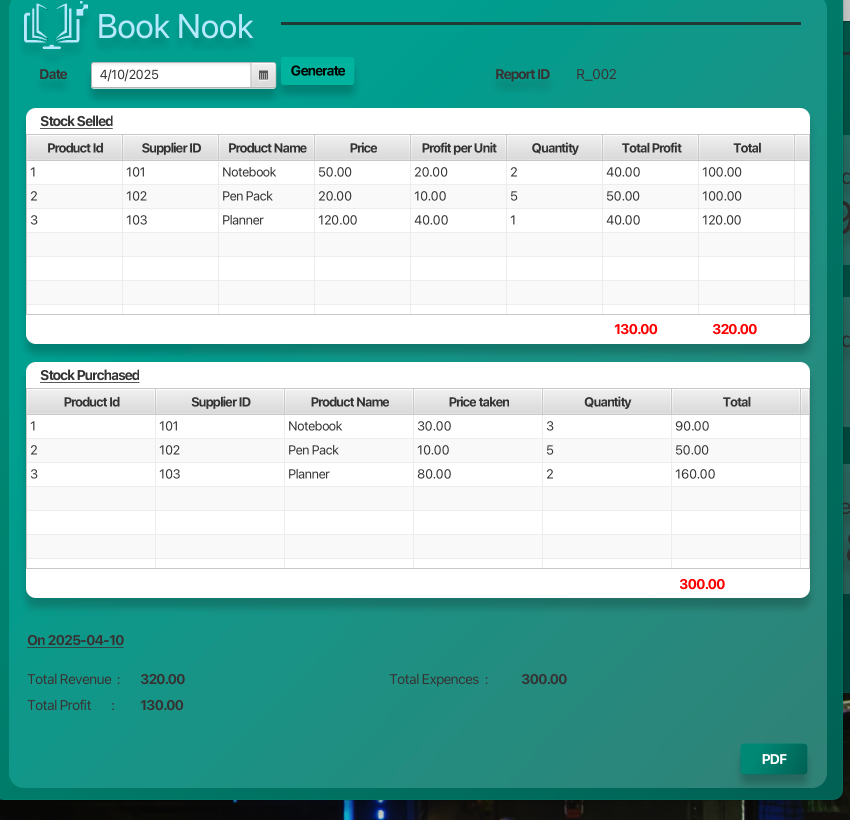 Book Nook
Date 4/10/2025 Generate Report ID R_002
Stock Selled
Product Id Supplier ID Product Name Price Profit per Unit Quantity Total Profit Total
1 101 Notebook 50.00 20.00 2 40.00 100.00
2 102 Pen Pack 20.00 10.00 5 50.00 100.00
3 103 Planner 120.00 40.00 1 40.00 120.00
130.00 320.00
Stock Purchased
Product Id Supplier ID Product Name Price taken Quantity Total
1 101 Notebook 30.00 3 90.00
2 102 Pen Pack 10.00 5 50.00
3 103 Planner 80.00 2 160.00
300.00
On 2025-04-10
Total Revenue : 320.00 Total Expences : 300.00
Total Profit : 130.00
PDF